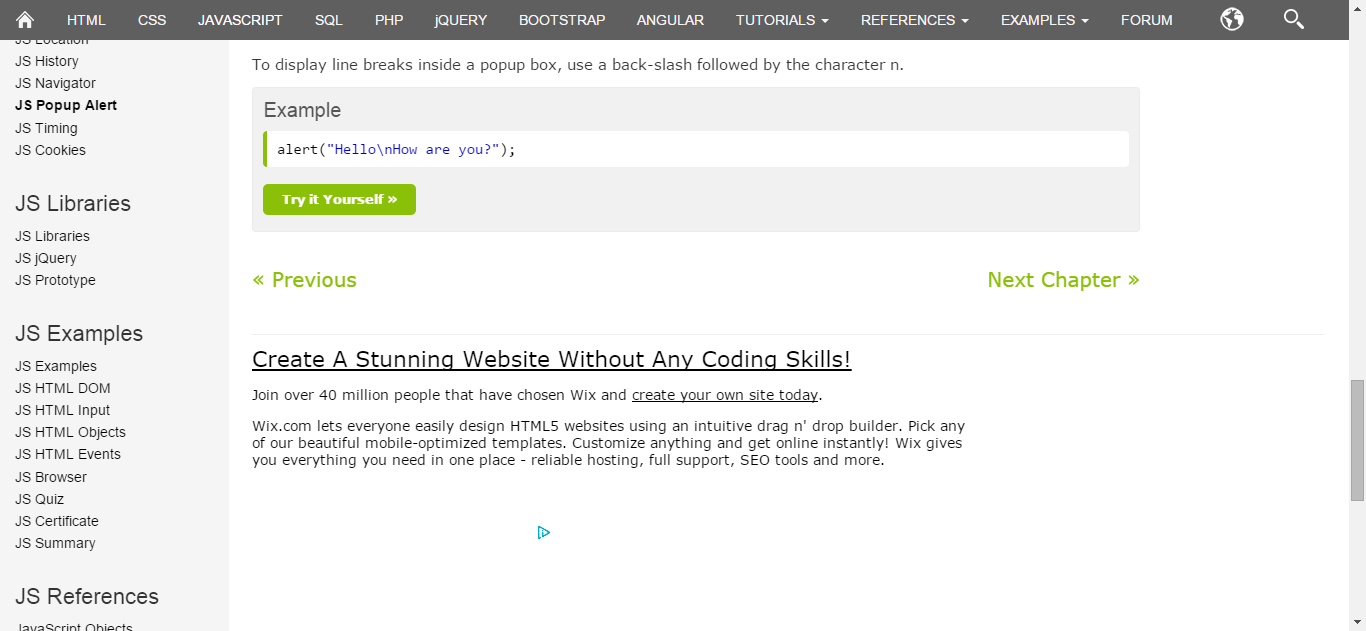 HTML CSS JAVASCRIPT SQL PHP jQUERY BOOTSTRAP ANGULAR TUTORIALS REFERENCES EXAMPLES FORUM
JS Location
JS History
JS Navigator
JS Popup Alert
JS Timing
JS Cookies
JS Libraries
JS Libraries
JS jQuery
JS Prototype
JS Examples
JS Examples
JS HTML DOM
JS HTML Input
JS HTML Objects
JS HTML Events
JS Browser
JS Quiz
JS Certificate
JS Summary
JS References
JavaScript Objects
To display line breaks inside a popup box, use a back-slash followed by the character n.
Example
alert("Hello\nHow are you?");
Try it Yourself »
« Previous
Next Chapter »
Create A Stunning Website Without Any Coding Skills!
Join over 40 million people that have chosen Wix and create your own site today.
Wix.com lets everyone easily design HTML5 websites using an intuitive drag n' drop builder. Pick any
of our beautiful mobile-optimized templates. Customize anything and get online instantly! Wix gives
you everything you need in one place - reliable hosting, full support, SEO tools and more.